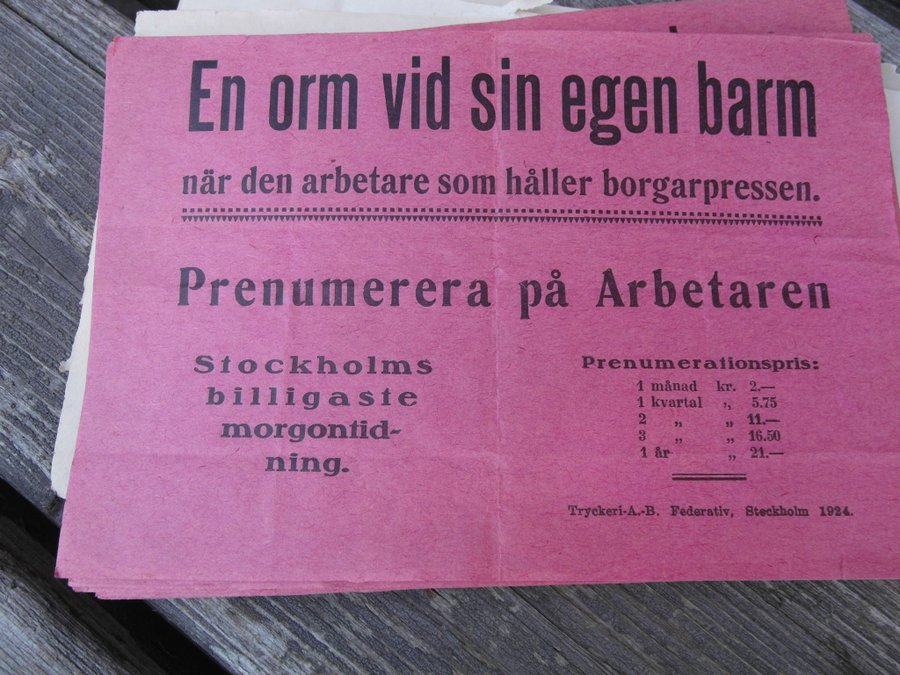 En orm vid sin egen barm
när den arbetare som håller borgarpressen.
Prenumerera på Arbetaren
Stockholms
billigaste
morgontid-
ning.
Prenumerationspris:
1 månad kr. 2.—
1 kvartal „ 5.75
2 „ „ 11.—
3 „ „ 16.50
1 år „ 21.—
Tryckeri-A.-B. Federativ, Stockholm 1924.